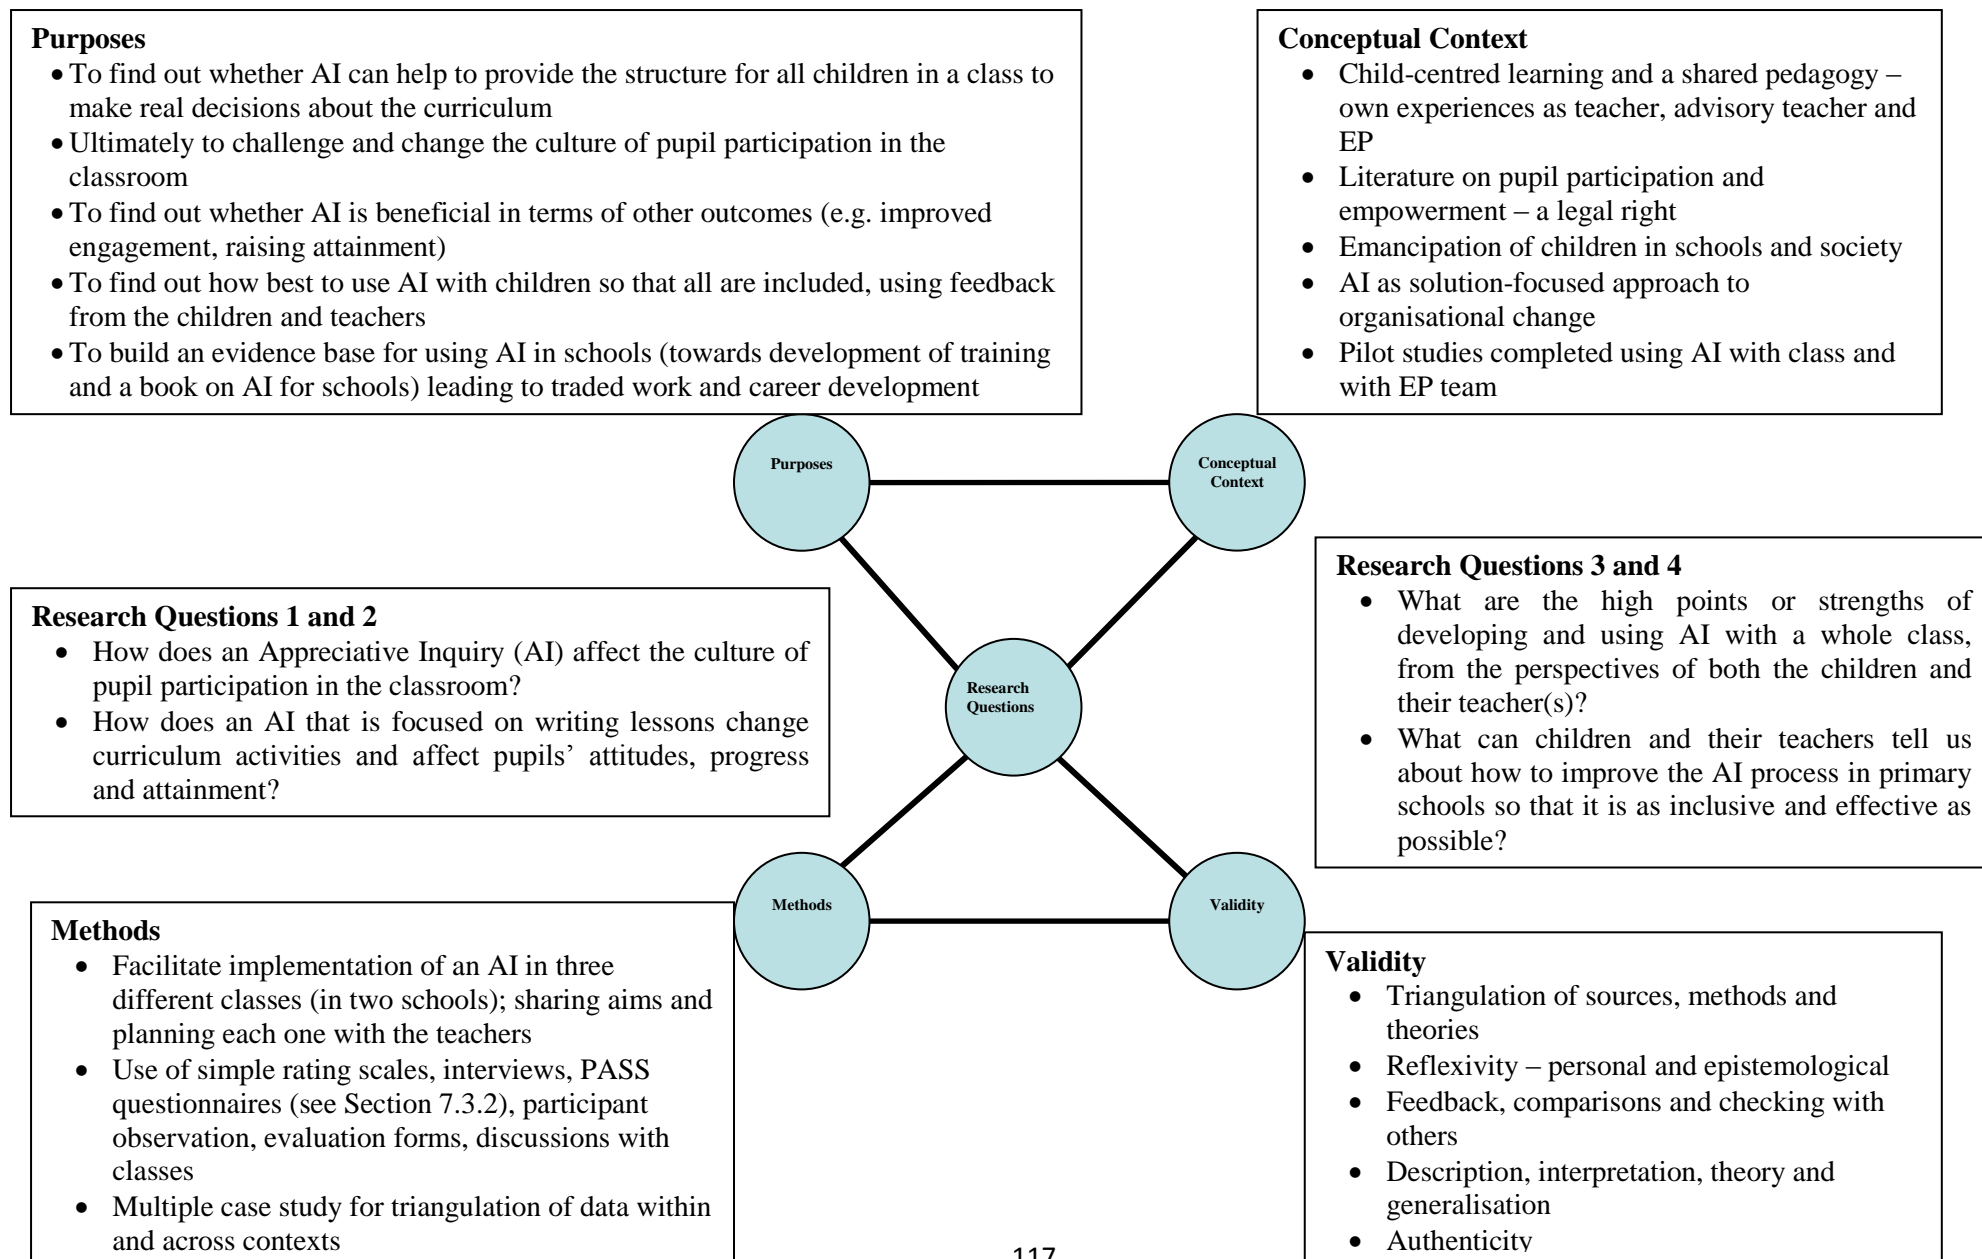 Purposes
• To find out whether AI can help to provide the structure for all children in a class to
make real decisions about the curriculum
• Ultimately to challenge and change the culture of pupil participation in the
classroom
• To find out whether AI is beneficial in terms of other outcomes (e.g. improved
engagement, raising attainment)
• To find out how best to use AI with children so that all are included, using feedback
from the children and teachers
• To build an evidence base for using AI in schools (towards development of training
and a book on AI for schools) leading to traded work and career development
Conceptual Context
• Child-centred learning and a shared pedagogy –
own experiences as teacher, advisory teacher and
EP
• Literature on pupil participation and
empowerment – a legal right
• Emancipation of children in schools and society
• AI as solution-focused approach to
organisational change
• Pilot studies completed using AI with class and
with EP team
Purposes
Conceptual
Context
Research Questions 1 and 2
• How does an Appreciative Inquiry (AI) affect the culture of
pupil participation in the classroom?
• How does an AI that is focused on writing lessons change
curriculum activities and affect pupils’ attitudes, progress
and attainment?
Research
Questions
Research Questions 3 and 4
• What are the high points or strengths of
developing and using AI with a whole class,
from the perspectives of both the children and
their teacher(s)?
• What can children and their teachers tell us
about how to improve the AI process in primary
schools so that it is as inclusive and effective as
possible?
Methods
Validity
Methods
• Facilitate implementation of an AI in three
different classes (in two schools); sharing aims and
planning each one with the teachers
• Use of simple rating scales, interviews, PASS
questionnaires (see Section 7.3.2), participant
observation, evaluation forms, discussions with
classes
• Multiple case study for triangulation of data within
and across contexts
Validity
• Triangulation of sources, methods and
theories
• Reflexivity – personal and epistemological
• Feedback, comparisons and checking with
others
• Description, interpretation, theory and
generalisation
• Authenticity
117